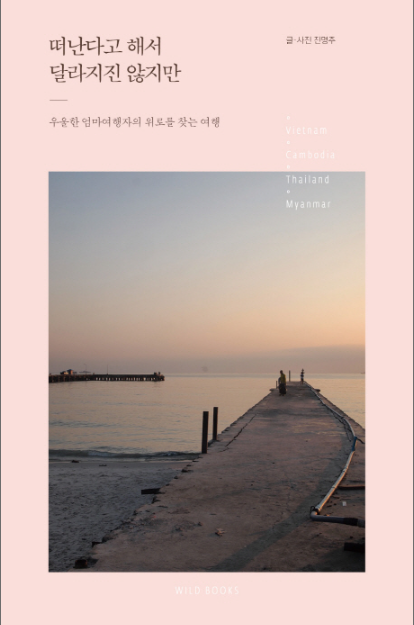 떠난다고 해서
달라지진 않지만
글·사진 전명주
우울한 엄마여행자의 위로를 찾는 여행
Vietnam
Cambodia
Thailand
Myanmar
WILD BOOKS